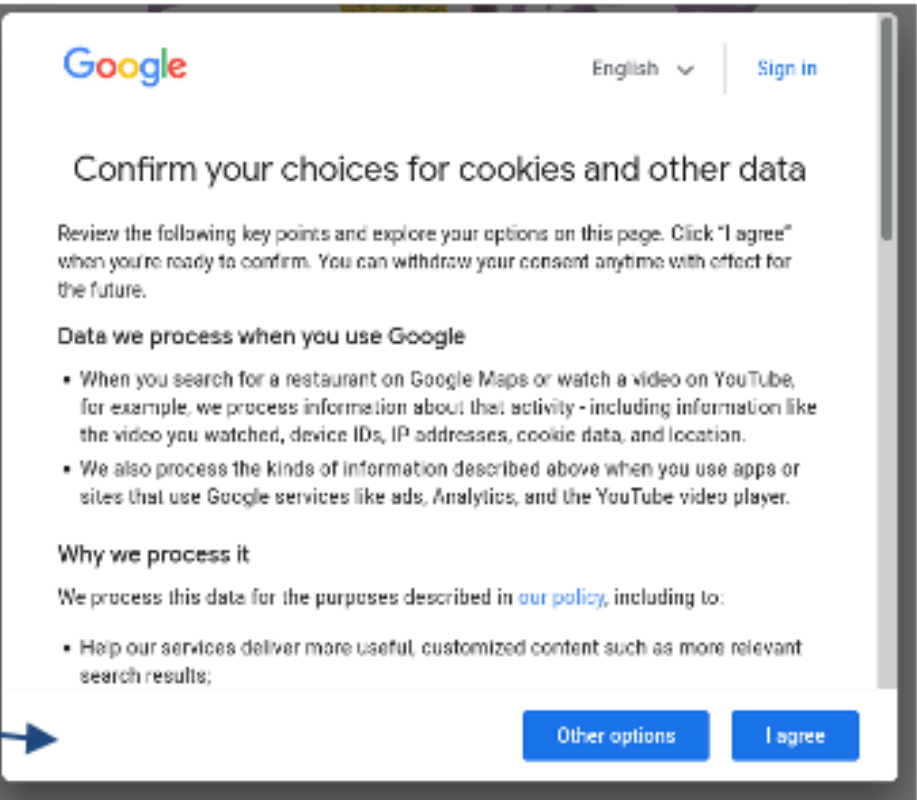 Google
English
Sign in
Confirm your choices for cookies and other data
Review the following key points and explore your options on this page. Click "I agree"
when you're ready to confirm. You can withdraw your consent anytime with effect for
the future.
Data we process when you use Google
• When you search for a restaurant on Google Maps or watch a video on YouTube,
for example, we process information about that activity - including information like
the video you watched, device IDs, IP addresses, cookie data, and location.
• We also process the kinds of information described above when you use apps or
sites that use Google services like ads, Analytics, and the YouTube video player.
Why we process it
We process this data for the purposes described in our policy, including to:
• Help our services deliver more useful, customized content such as more relevant
search results;
Other options
I agree